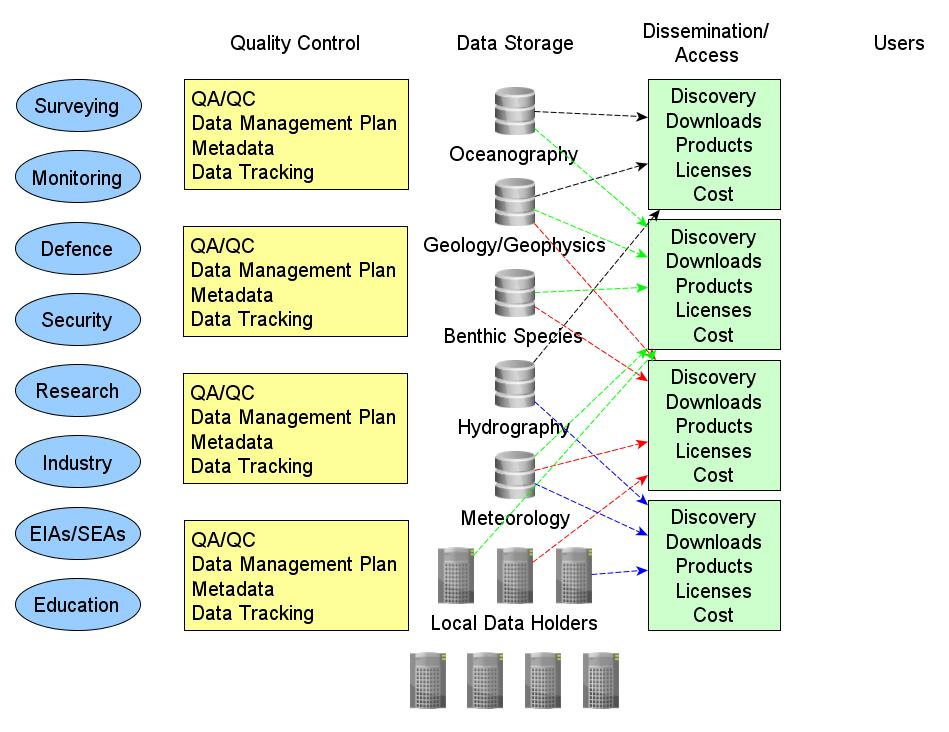 Quality Control
Data Storage
Dissemination/
Access
Users
Surveying
Monitoring
Defence
Security
Research
Industry
EIAs/SEAs
Education
QA/QC
Data Management Plan
Metadata
Data Tracking
QA/QC
Data Management Plan
Metadata
Data Tracking
QA/QC
Data Management Plan
Metadata
Data Tracking
QA/QC
Data Management Plan
Metadata
Data Tracking
Oceanography
Geology/Geophysics
Benthic Species
Hydrography
Meteorology
Local Data Holders
Discovery
Downloads
Products
Licenses
Cost
Discovery
Downloads
Products
Licenses
Cost
Discovery
Downloads
Products
Licenses
Cost
Discovery
Downloads
Products
Licenses
Cost